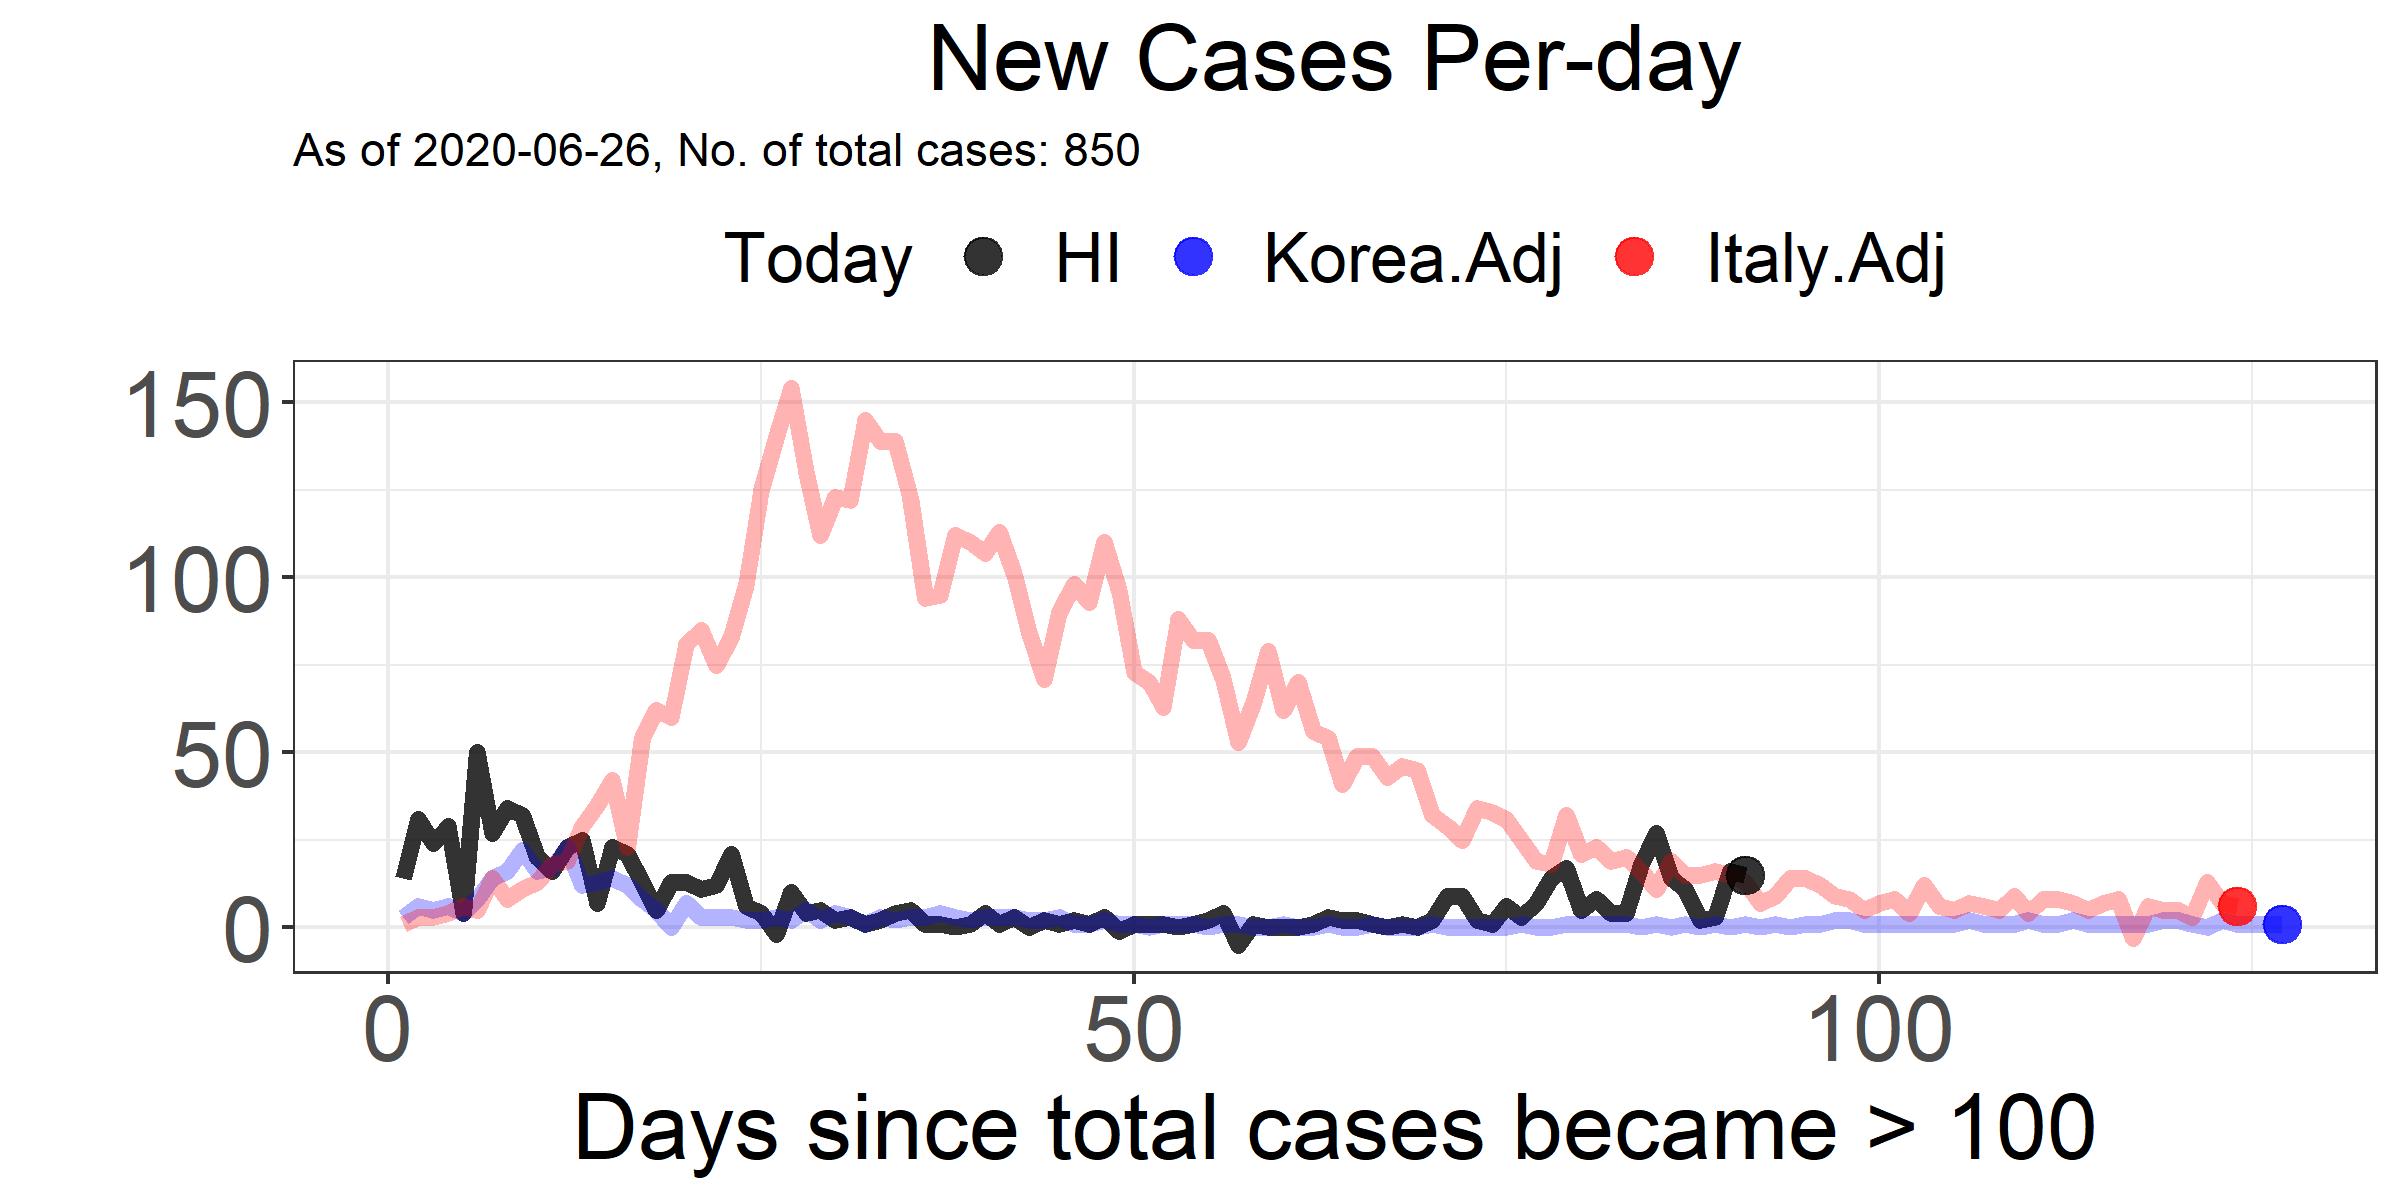 New Cases Per-day
As of 2020-06-26, No. of total cases: 850
Today HI Korea.Adj Italy.Adj
150
100
50
0
0 50 100
Days since total cases became > 100